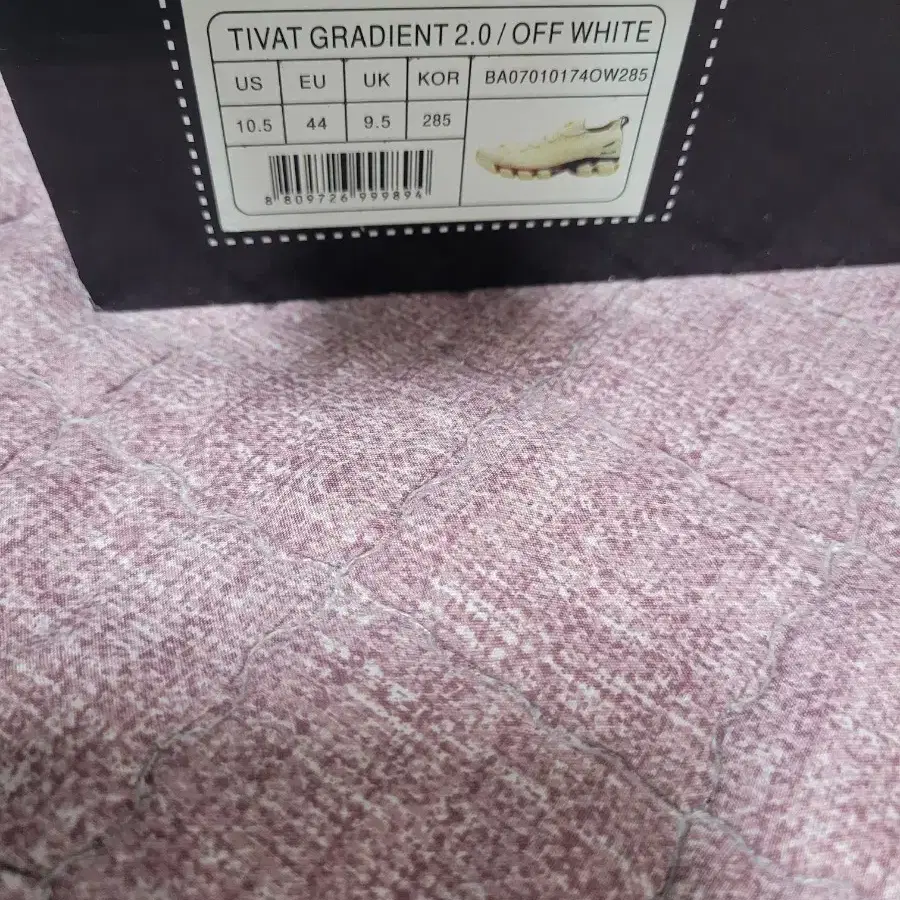 TIVAT GRADIENT 2.0 / OFF WHITE
US EU UK KOR BA07010174OW285
10.5 44 9.5 285
8 809726 999894